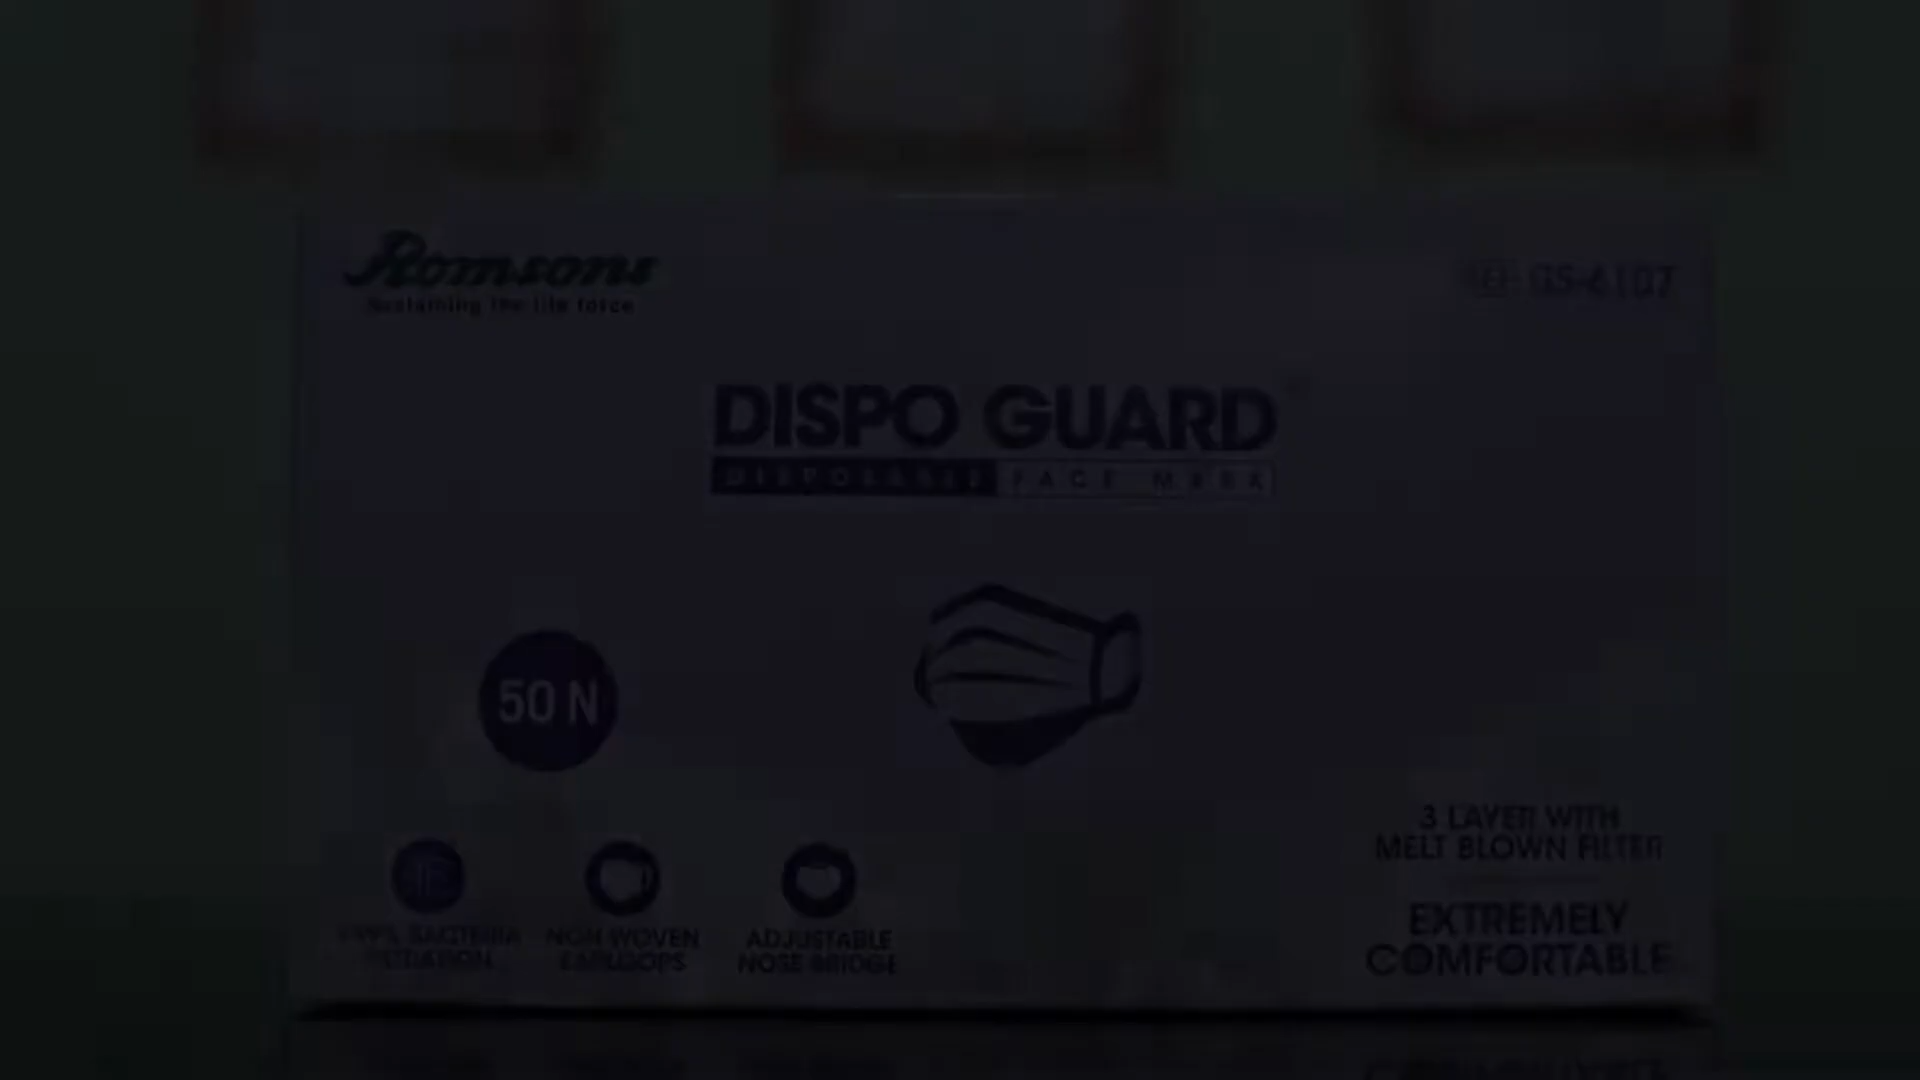 Romsons
Sustaining the life force
REF GS-6107
DISPO GUARD
DISPOSABLE FACE MASK
50 N
3 LAYER WITH
MELT BLOWN FILTER
EXTREMELY
COMFORTABLE
BACTERIA
FILTRATION
NON WOVEN
EARLOOPS
ADJUSTABLE
NOSE BRIDGE